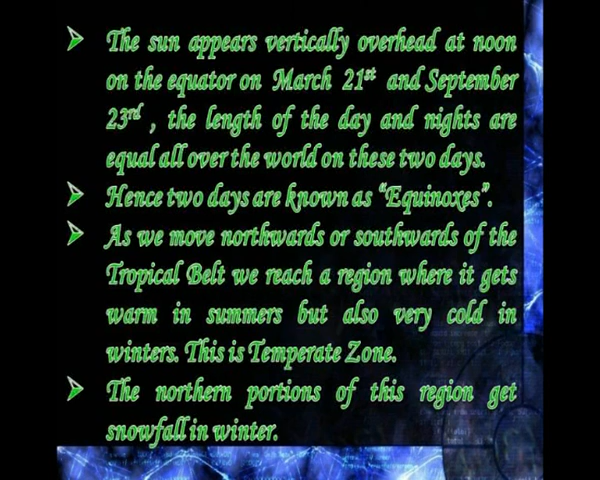 The sun appears vertically overhead at noon
on the equator on March 21st and September
23rd , the length of the day and nights are
equal all over the world on these two days.
Hence two days are known as "Equinoxes".
As we move northwards or southwards of the
Tropical Belt we reach a region where it gets
warm in summers but also very cold in
winters. This is Temperate Zone.
The northern portions of this region get
snowfall in winter.